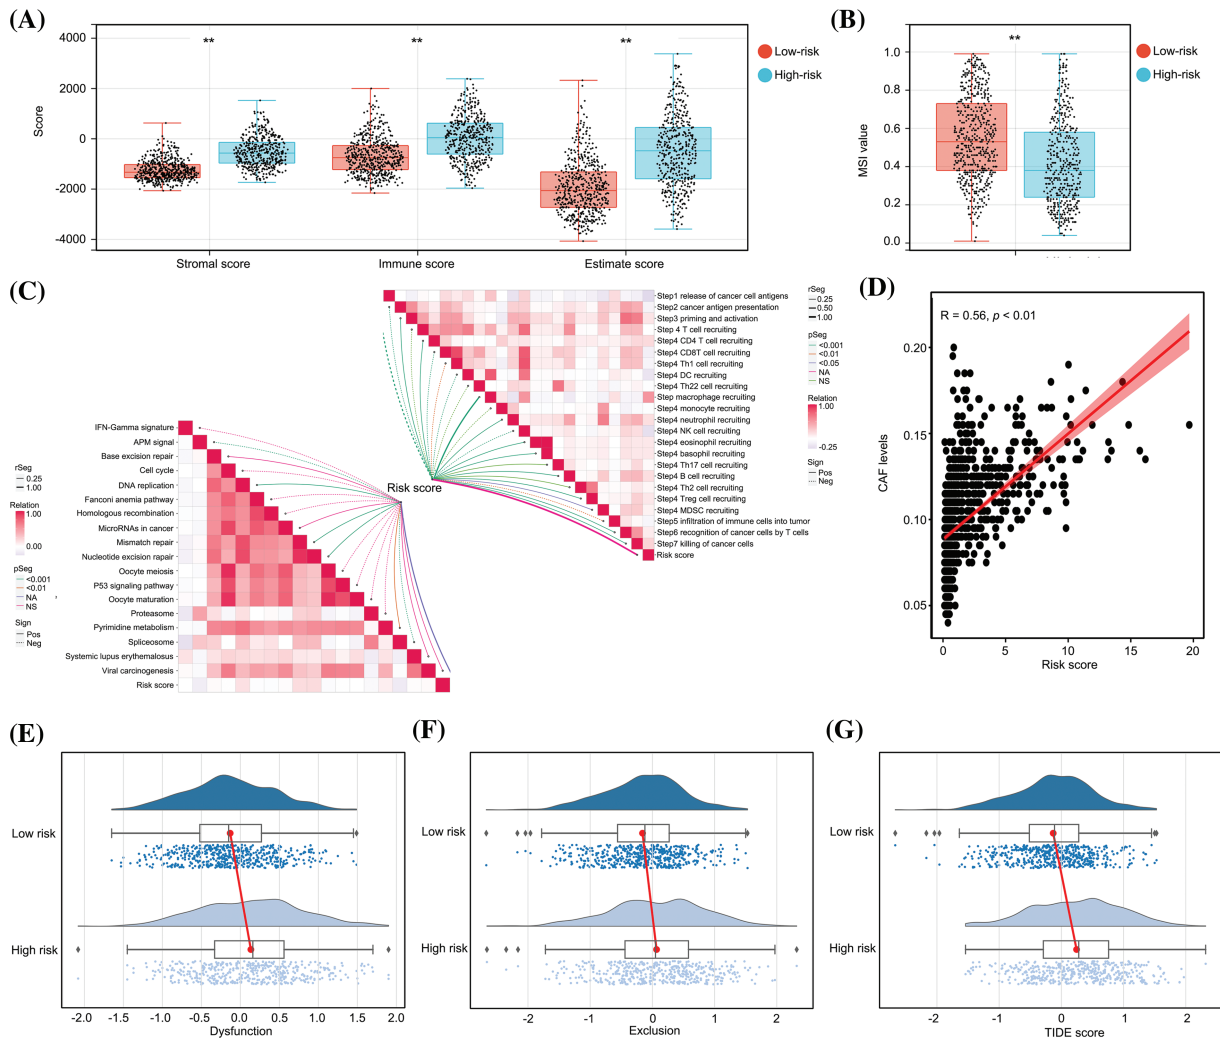 (A)
4000
2000
0
-2000
-4000
Score
**
**
**
Stromal score
Immune score
Estimate score
Low-risk
High-risk
(B)
1.0
0.8
0.6
0.4
0.2
0.0
MSI value
**
Low-risk
High-risk
(C)
Step1 release of cancer cell antigens
Step2 cancer antigen presentation
Step3 priming and activation
Step 4 T cell recruiting
Step4 CD4 T cell recruiting
Step4 CD8T cell recruiting
Step4 Th1 cell recruiting
Step4 DC recruiting
Step4 Th22 cell recruiting
Step macrophage recruiting
Step4 monocyte recruiting
Step4 neutrophil recruiting
Step4 NK cell recruiting
Step4 eosinophil recruiting
Step4 basophil recruiting
Step4 Th17 cell recruiting
Step4 B cell recruiting
Step4 Th2 cell recruiting
Step4 Treg cell recruiting
Step4 MDSC recruiting
Step5 infiltration of immune cells into tumor
Step6 recognition of cancer cells by T cells
Step7 killing of cancer cells
Risk score
rSeg
0.25
0.50
1.00
pSeg
<0.001
<0.01
<0.05
NA
NS
Relation
1.00
-0.25
Sign
Pos
Neg
Risk score
IFN-Gamma signature
APM signal
Base excision repair
Cell cycle
DNA replication
Fanconi anemia pathway
Homologous recombination
MicroRNAs in cancer
Mismatch repair
Nucleotide excision repair
Oocyte meiosis
P53 signaling pathway
Oocyte maturation
Proteasome
Pyrimidine metabolism
Spliceosome
Systemic lupus erythemalosus
Viral carcinogenesis
Risk score
rSeg
0.25
1.00
Relation
1.00
0.00
pSeg
<0.001
<0.01
NA
NS
Sign
Pos
Neg
(D)
R = 0.56, p < 0.01
0.20
0.15
0.10
0.05
CAF levels
0
5
10
15
20
Risk score
(E)
Low risk
High risk
-2.0
-1.5
-1.0
-0.5
0.0
0.5
1.0
1.5
2.0
Dysfunction
(F)
Low risk
High risk
-2
-1
0
1
2
Exclusion
(G)
Low risk
High risk
-2
-1
0
1
2
TIDE score